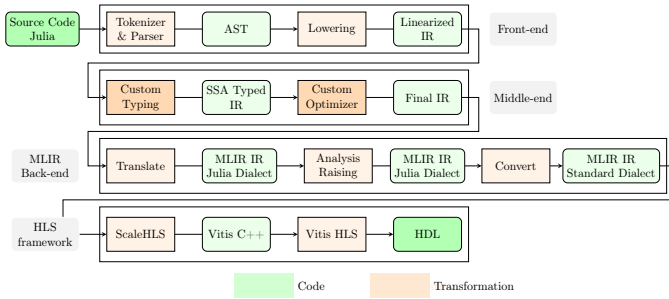 Source Code
Julia
Tokenizer
& Parser
AST
Lowering
Linearized
IR
Front-end
Custom
Typing
SSA Typed
IR
Custom
Optimizer
Final IR
Middle-end
MLIR
Back-end
Translate
MLIR IR
Julia Dialect
Analysis
Raising
MLIR IR
Julia Dialect
Convert
MLIR IR
Standard Dialect
HLS
framework
ScaleHLS
Vitis C++
Vitis HLS
HDL
Code
Transformation